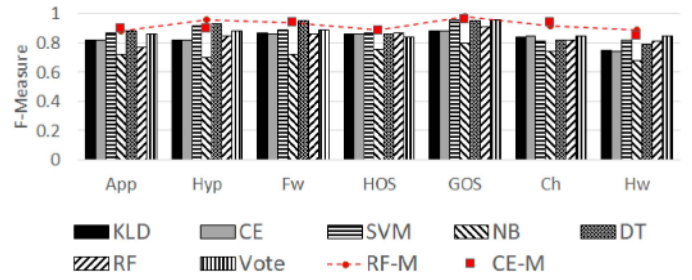 F-Measure
1
0.8
0.6
0.4
0.2
0
App Hyp Fw HOS GOS Ch Hw
KLD CE SVM NB DT
RF Vote RF-M CE-M